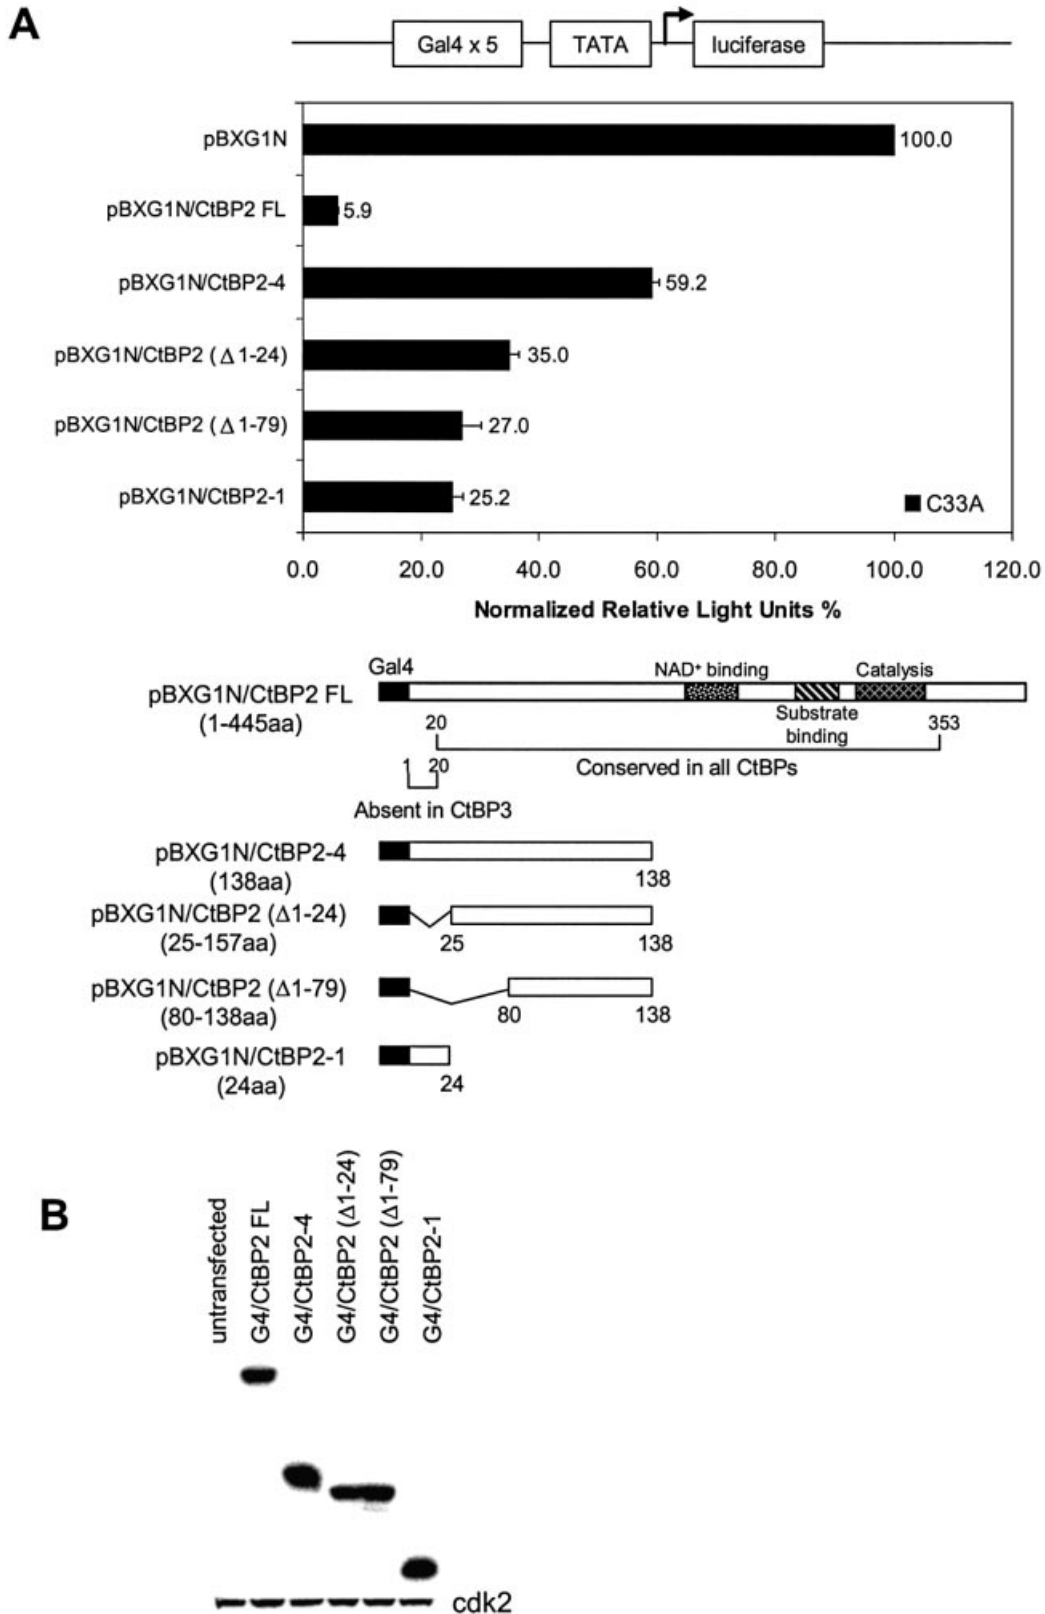 A
Gal4 x 5
TATA
luciferase
pBXG1N
100.0
pBXG1N/CtBP2 FL
5.9
pBXG1N/CtBP2-4
59.2
pBXG1N/CtBP2 (Δ1-24)
35.0
pBXG1N/CtBP2 (Δ1-79)
27.0
pBXG1N/CtBP2-1
25.2
C33A
0.0 20.0 40.0 60.0 80.0 100.0 120.0
Normalized Relative Light Units %
Gal4
NAD⁺ binding
Catalysis
pBXG1N/CtBP2 FL
(1-445aa)
20
Substrate
binding
353
1 20
Conserved in all CtBPs
Absent in CtBP3
pBXG1N/CtBP2-4
(138aa)
138
pBXG1N/CtBP2 (Δ1-24)
(25-157aa)
25
138
pBXG1N/CtBP2 (Δ1-79)
(80-138aa)
80
138
pBXG1N/CtBP2-1
(24aa)
24
B
untransfected
G4/CtBP2 FL
G4/CtBP2-4
G4/CtBP2 (Δ1-24)
G4/CtBP2 (Δ1-79)
G4/CtBP2-1
cdk2